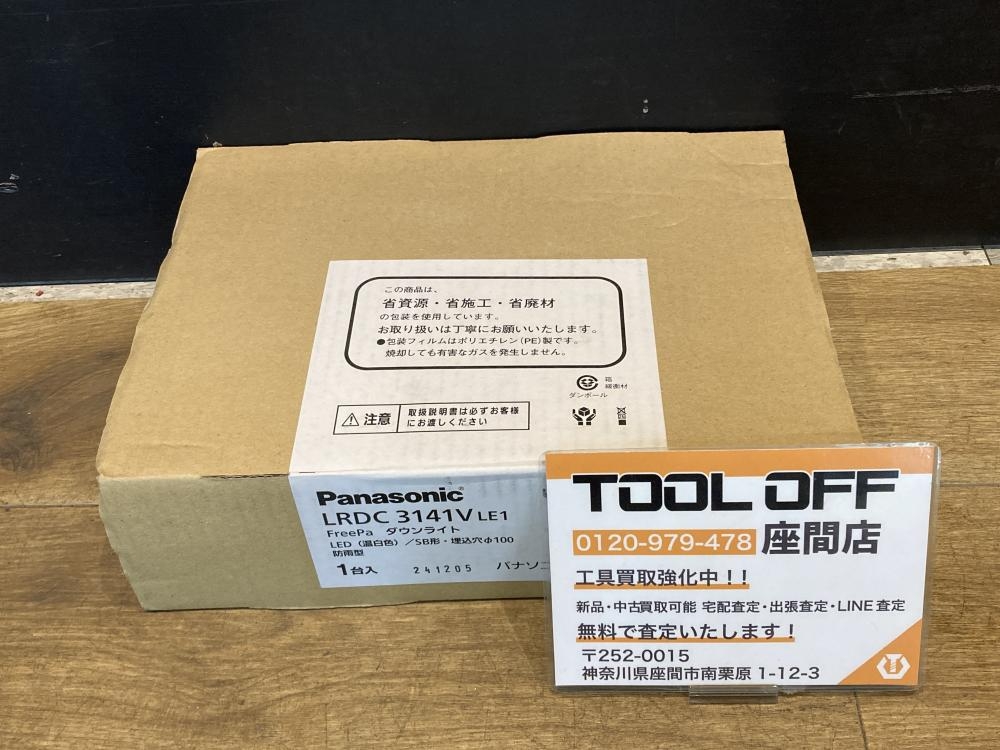 この商品は、
省資源・省施工・省廃材
の包装を使用しています。
お取り扱いは丁寧にお願いいたします。
●包装フィルムはポリエチレン(PE)製です。
焼却しても有害なガスを発生しません。
箱
緩衝材
ダンボール
注意
取扱説明書は必ずお客様
にお渡しください
Panasonic
LRDC 3141V LE1
FreePa ダウンライト
LED（温白色）／SB形・埋込穴φ100
防雨型
1台入 241205 パナソニ
TOOL OFF
0120-979-478 座間店
工具買取強化中！！
新品・中古買取可能 宅配査定・出張査定・LINE査定
無料で査定いたします！
〒252-0015
神奈川県座間市南栗原 1-12-3